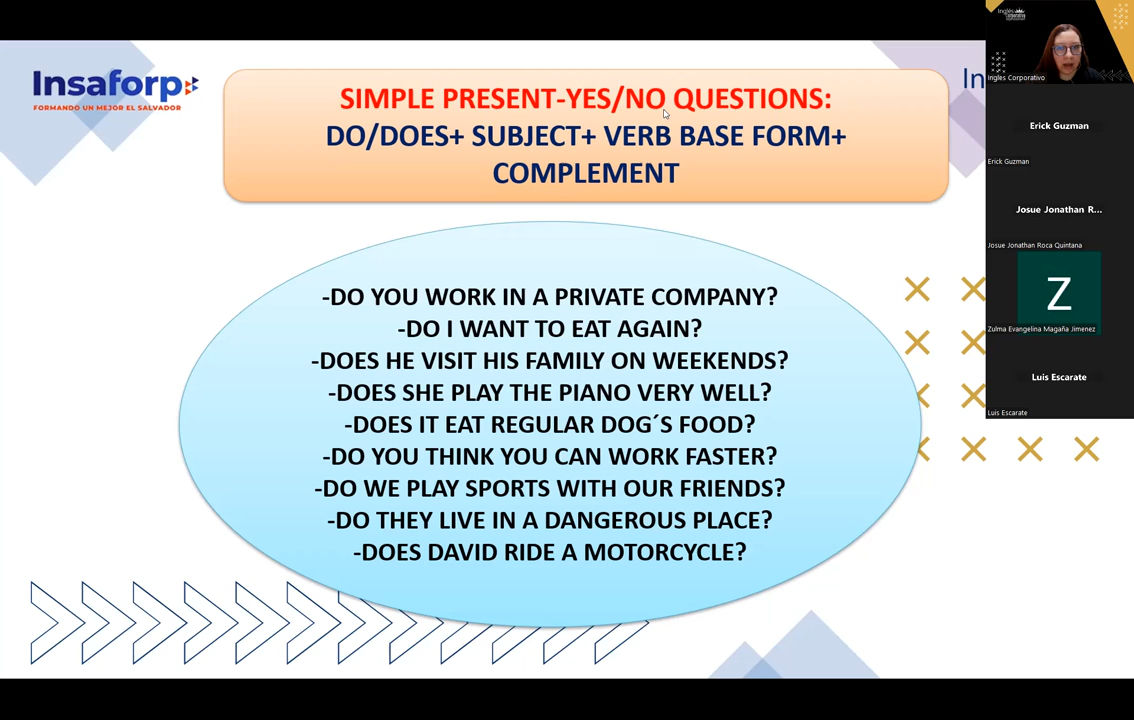 Insaforp
FORMANDO UN MEJOR EL SALVADOR
SIMPLE PRESENT-YES/NO QUESTIONS:
DO/DOES+ SUBJECT+ VERB BASE FORM+
COMPLEMENT
-DO YOU WORK IN A PRIVATE COMPANY?
-DO I WANT TO EAT AGAIN?
-DOES HE VISIT HIS FAMILY ON WEEKENDS?
-DOES SHE PLAY THE PIANO VERY WELL?
-DOES IT EAT REGULAR DOG´S FOOD?
-DO YOU THINK YOU CAN WORK FASTER?
-DO WE PLAY SPORTS WITH OUR FRIENDS?
-DO THEY LIVE IN A DANGEROUS PLACE?
-DOES DAVID RIDE A MOTORCYCLE?
In
Inglés
Corporativo
Ingles Corporativo
Erick Guzman
Erick Guzman
Josue Jonathan R...
Josue Jonathan Roca Quintana
Z
Zulma Evangelina Magaña Jimenez
Luis Escarate
Luis Escarate